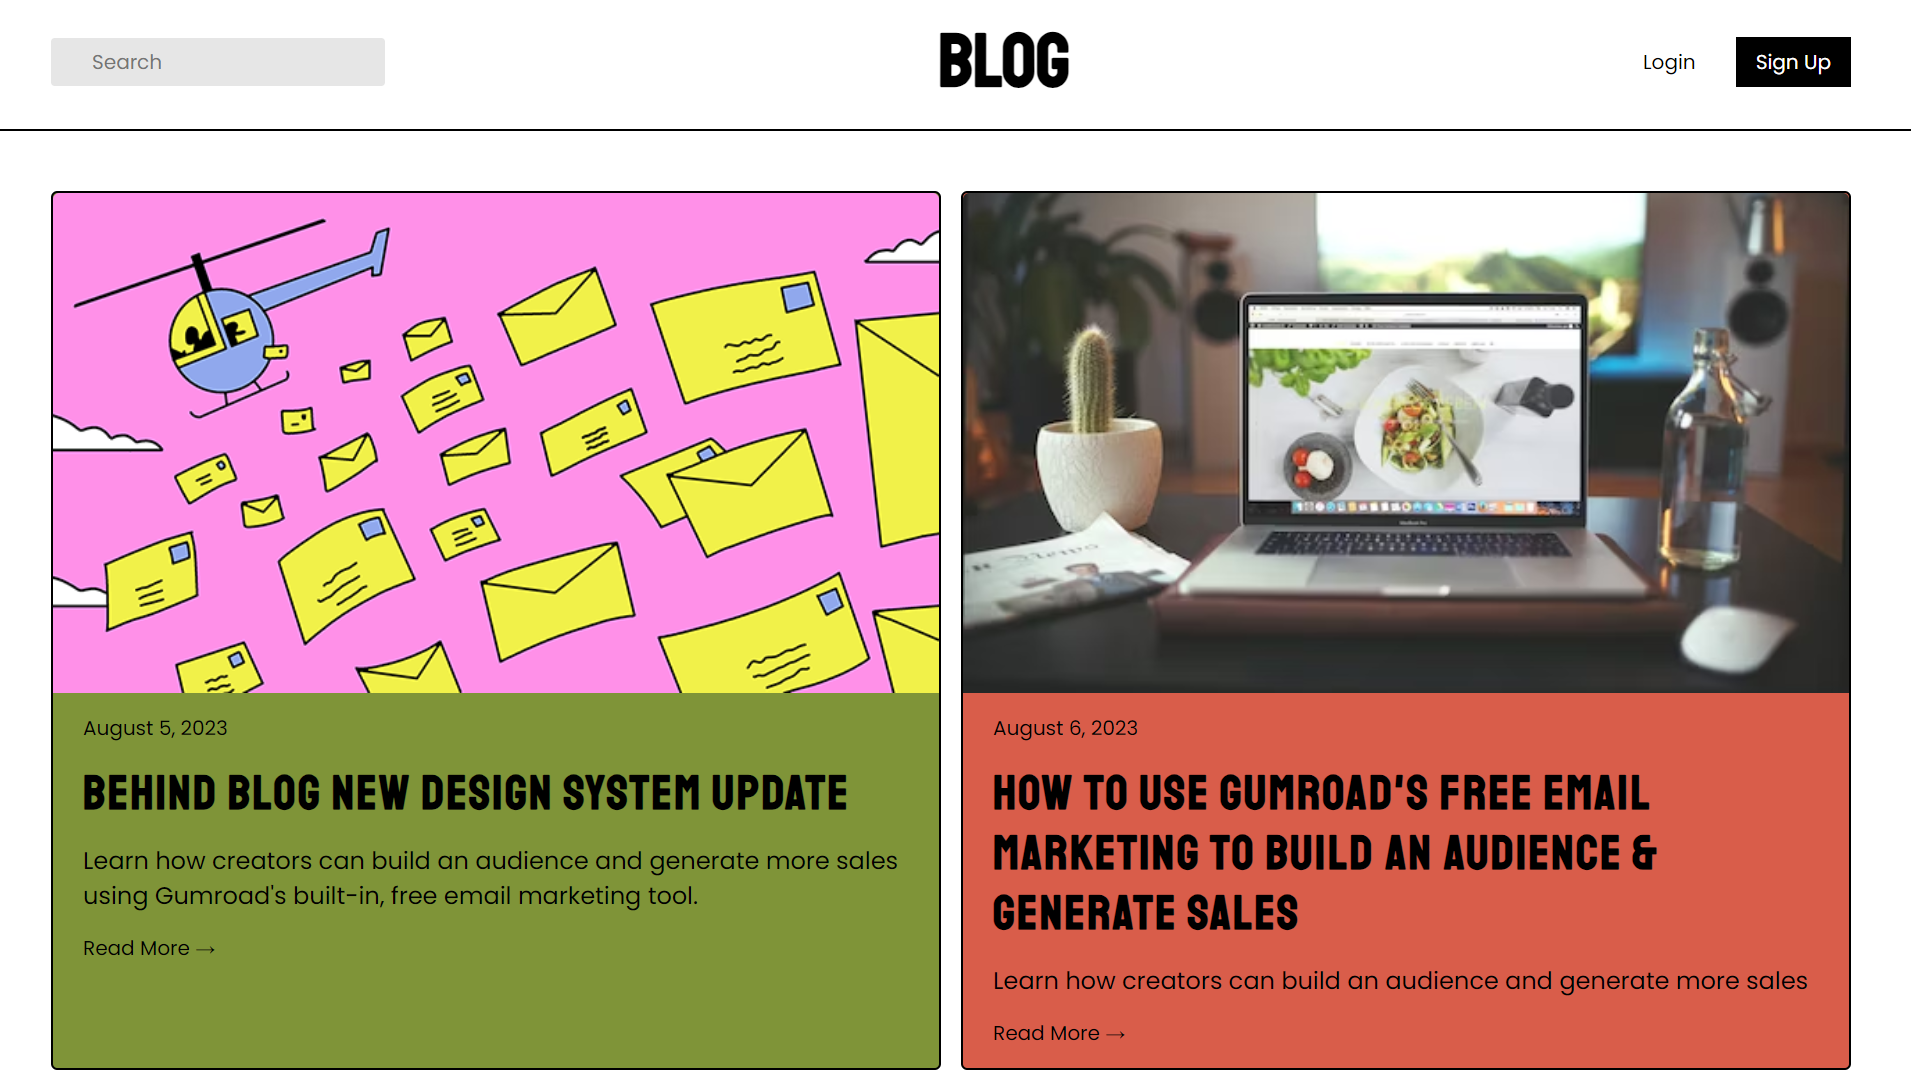 Search
BLOG
Login
Sign Up
August 5, 2023
BEHIND BLOG NEW DESIGN SYSTEM UPDATE
Learn how creators can build an audience and generate more sales
using Gumroad's built-in, free email marketing tool.
Read More →
August 6, 2023
HOW TO USE GUMROAD'S FREE EMAIL
MARKETING TO BUILD AN AUDIENCE &
GENERATE SALES
Learn how creators can build an audience and generate more sales
Read More →